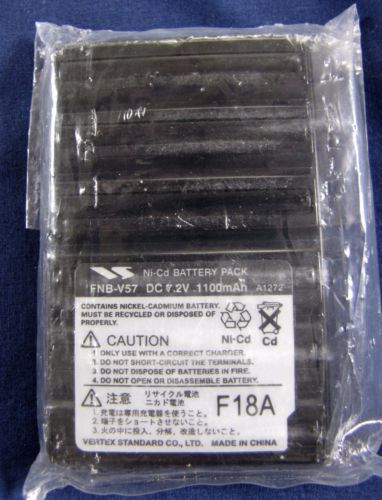 Ni-Cd BATTERY PACK
FNB-V57 DC 7.2V 1100mAh A1272
CONTAINS NICKEL-CADMIUM BATTERY.
MUST BE RECYCLED OR DISPOSED OF
PROPERLY.
Ni-Cd Cd
CAUTION
1. ONLY USE WITH A CORRECT CHARGER.
2. DO NOT SHORT-CIRCUIT THE TERMINALS.
3. DO NOT DISPOSE OF BATTERIES IN FIRE.
4. DO NOT OPEN OR DISASSEMBLE BATTERY.
注意 リサイクル電池
ニカド電池
1.充電は専用充電器を使うこと。
2.端子をショートさせないこと。
3.火の中に投入、分解、改造しないこと。
F18A
VERTEX STANDARD CO., LTD. MADE IN CHINA